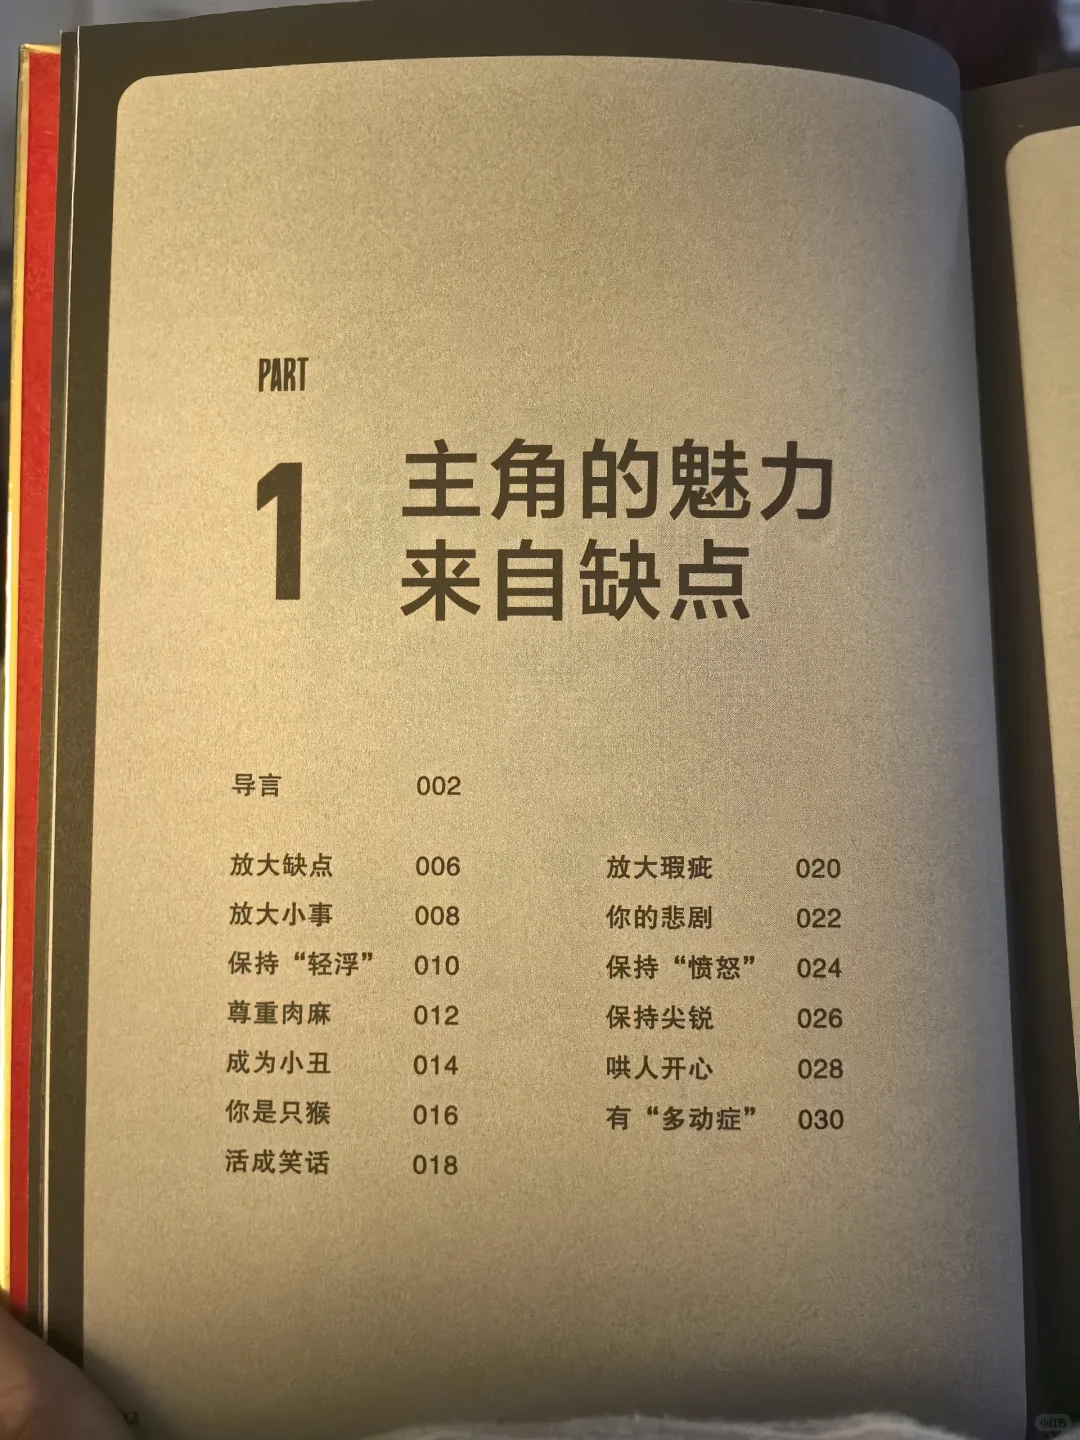 PART
1
主角的魅力
来自缺点
导言 002
放大缺点 006
放大小事 008
保持“轻浮” 010
尊重肉麻 012
成为小丑 014
你是只猴 016
活成笑话 018
放大瑕疵 020
你的悲剧 022
保持“愤怒” 024
保持尖锐 026
哄人开心 028
有“多动症” 030
小红书